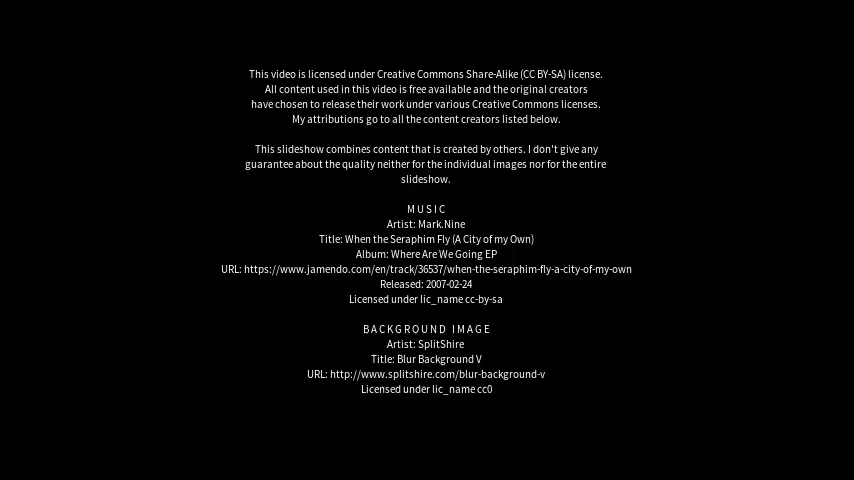 This video is licensed under Creative Commons Share-Alike (CC BY-SA) license.
All content used in this video is free available and the original creators
have chosen to release their work under various Creative Commons licenses.
My attributions go to all the content creators listed below.
This slideshow combines content that is created by others. I don't give any
guarantee about the quality neither for the individual images nor for the entire
slideshow.
MUSIC
Artist: Mark.Nine
Title: When the Seraphim Fly (A City of my Own)
Album: Where Are We Going EP
URL: https://www.jamendo.com/en/track/36537/when-the-seraphim-fly-a-city-of-my-own
Released: 2007-02-24
Licensed under lic_name cc-by-sa
BACKGROUND IMAGE
Artist: SplitShire
Title: Blur Background V
URL: http://www.splitshire.com/blur-background-v
Licensed under lic_name cc0